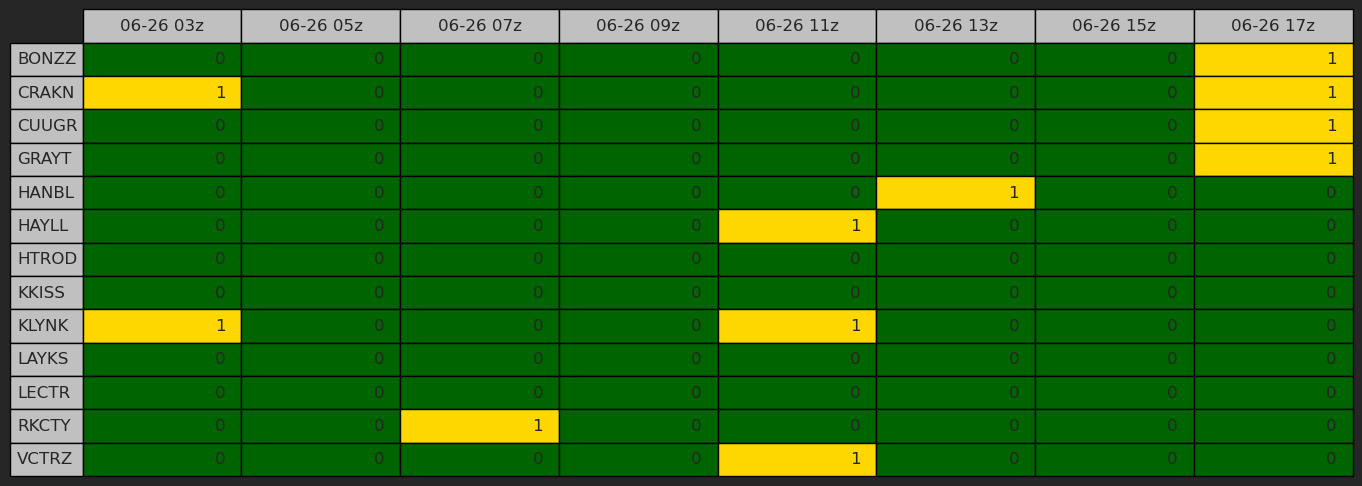 06-26 03z 06-26 05z 06-26 07z 06-26 09z 06-26 11z 06-26 13z 06-26 15z 06-26 17z
BONZZ 0 0 0 0 0 0 0 1
CRAKN 1 0 0 0 0 0 0 1
CUUGR 0 0 0 0 0 0 0 1
GRAYT 0 0 0 0 0 0 0 1
HANBL 0 0 0 0 0 1 0 0
HAYLL 0 0 0 0 1 0 0 0
HTROD 0 0 0 0 0 0 0 0
KKISS 0 0 0 0 0 0 0 0
KLYNK 1 0 0 0 1 0 0 0
LAYKS 0 0 0 0 0 0 0 0
LECTR 0 0 0 0 0 0 0 0
RKCTY 0 0 1 0 0 0 0 0
VCTRZ 0 0 0 0 1 0 0 0